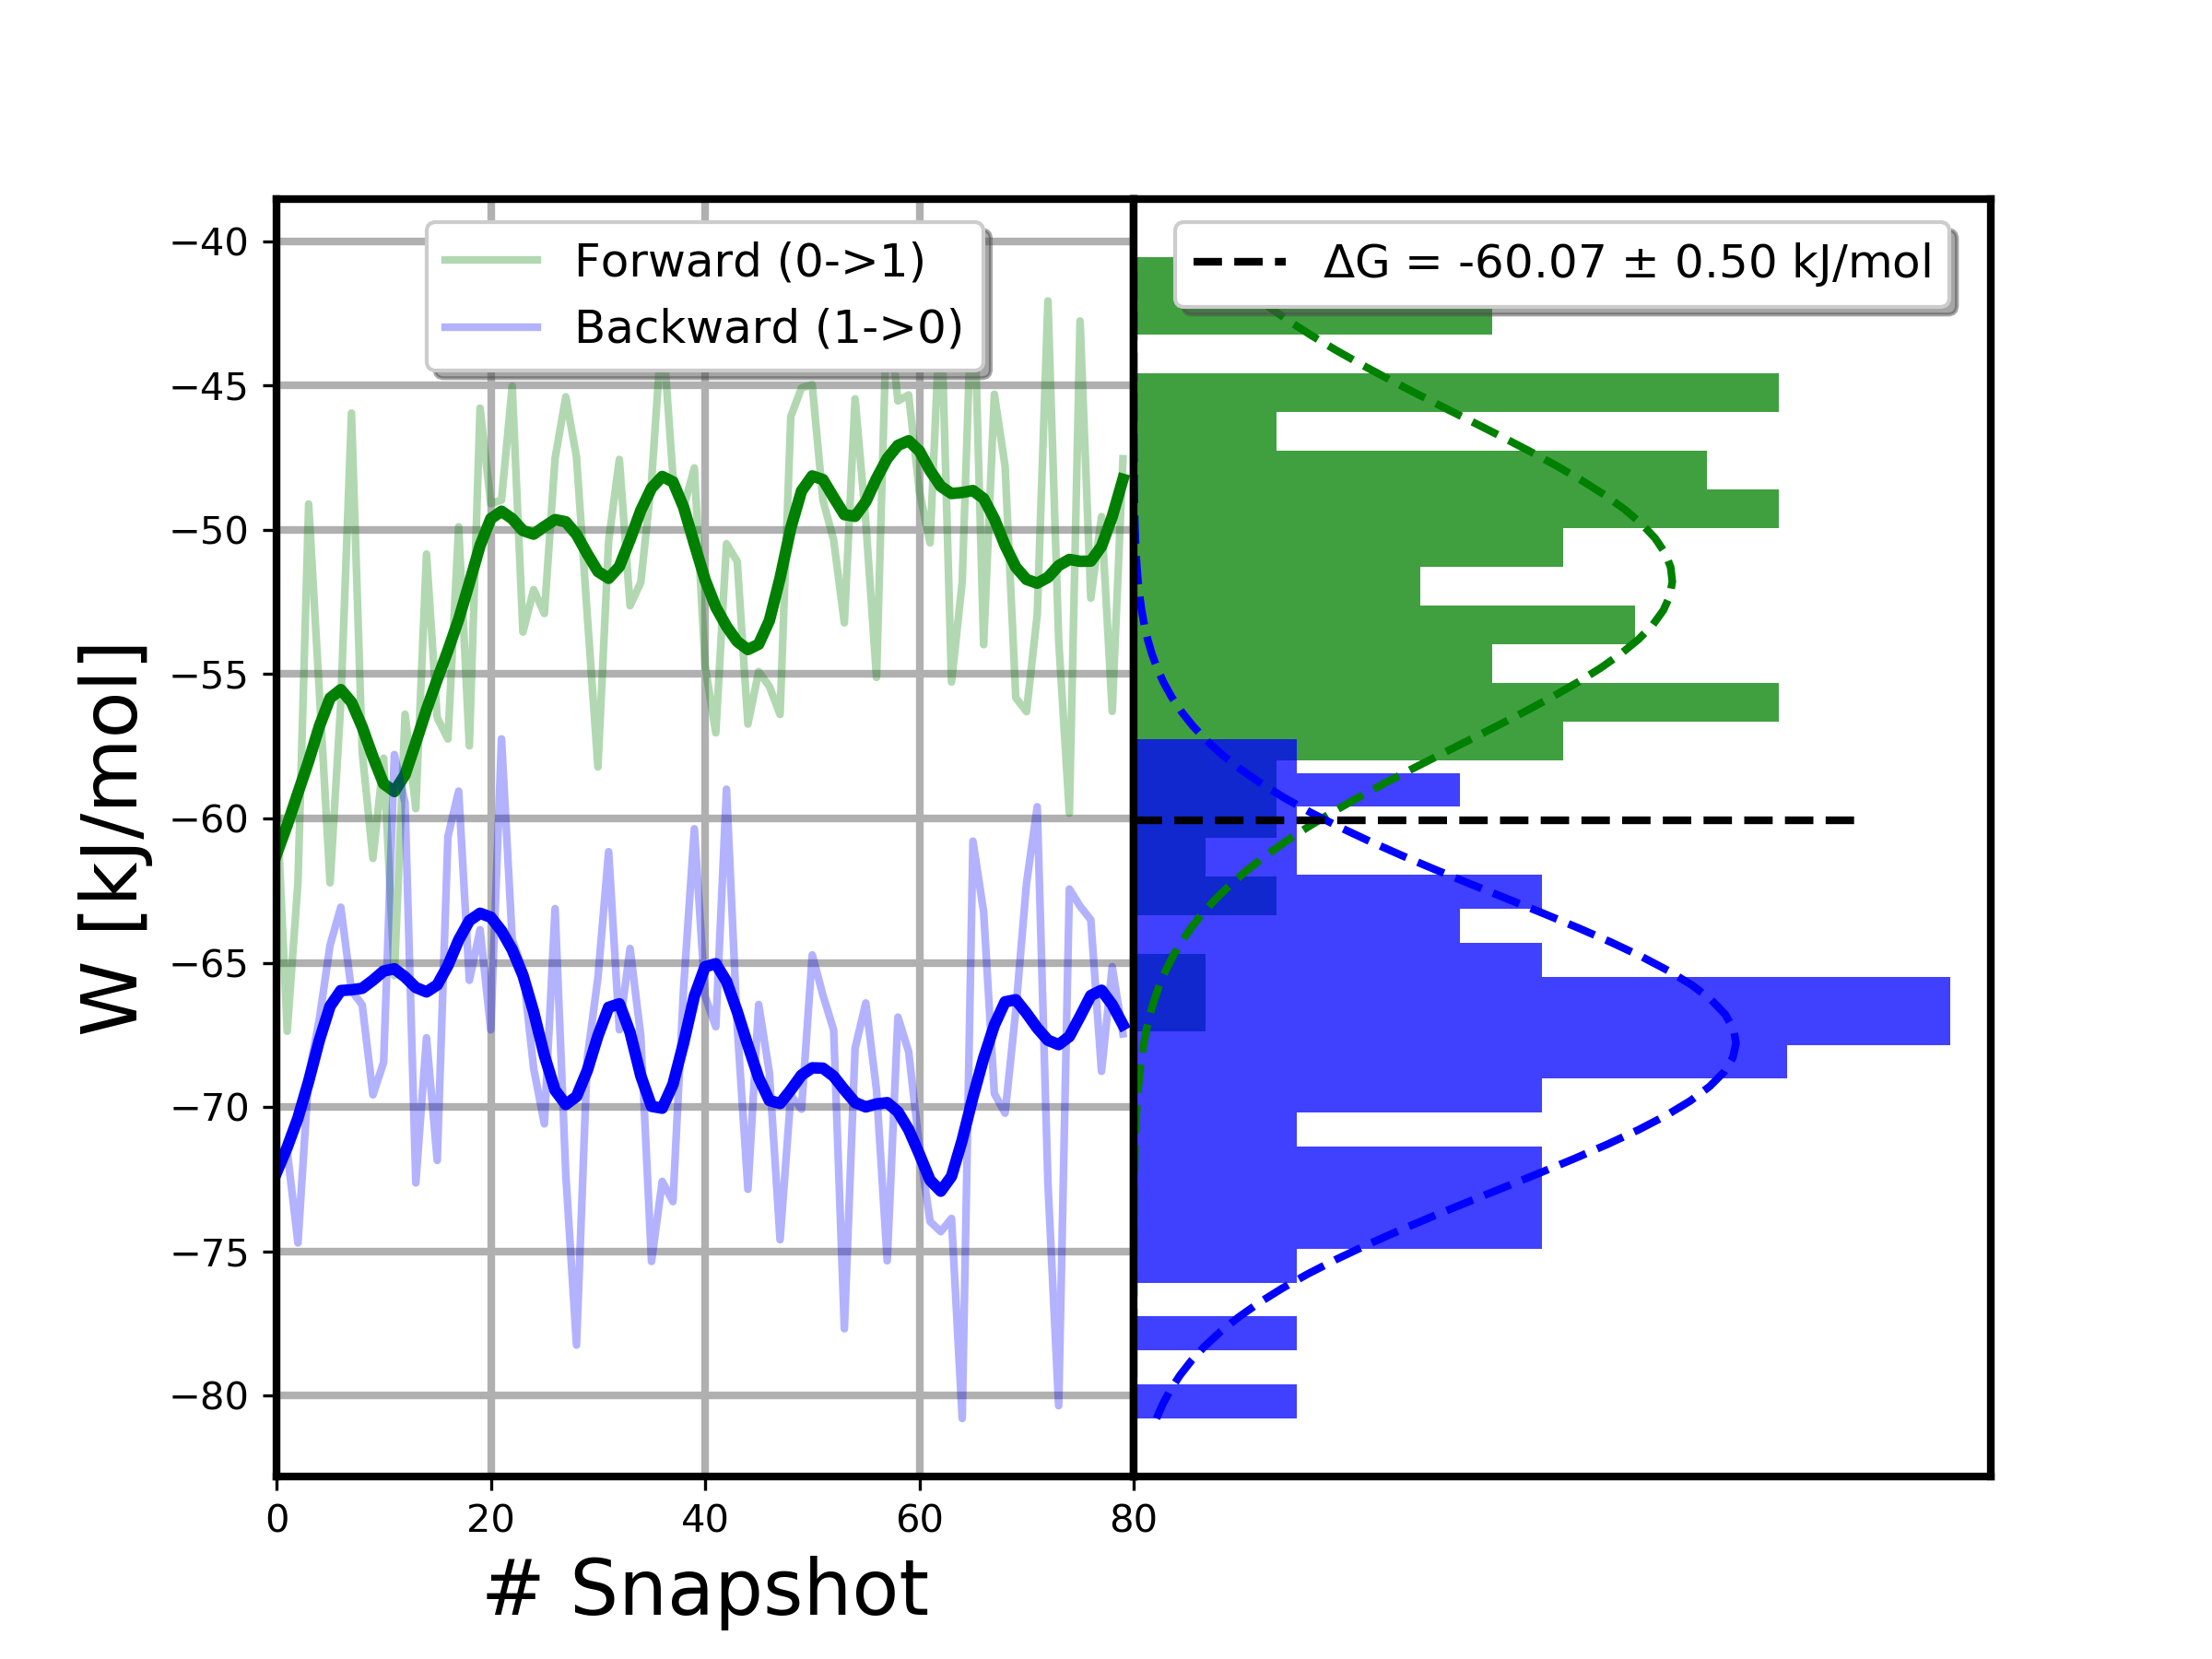 Forward (0->1)
Backward (1->0)
ΔG = -60.07 ± 0.50 kJ/mol
W [kJ/mol]
−40
−45
−50
−55
−60
−65
−70
−75
−80
0 20 40 60 80
# Snapshot